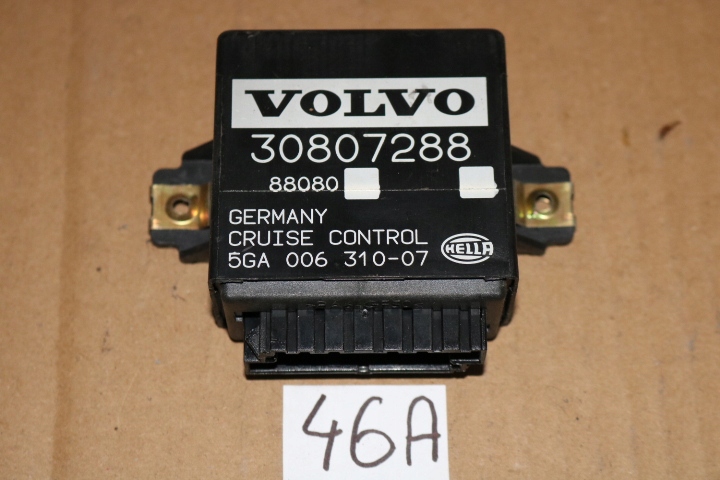 VOLVO
30807288
88080
GERMANY
CRUISE CONTROL
HELLA
5GA 006 310-07
46A